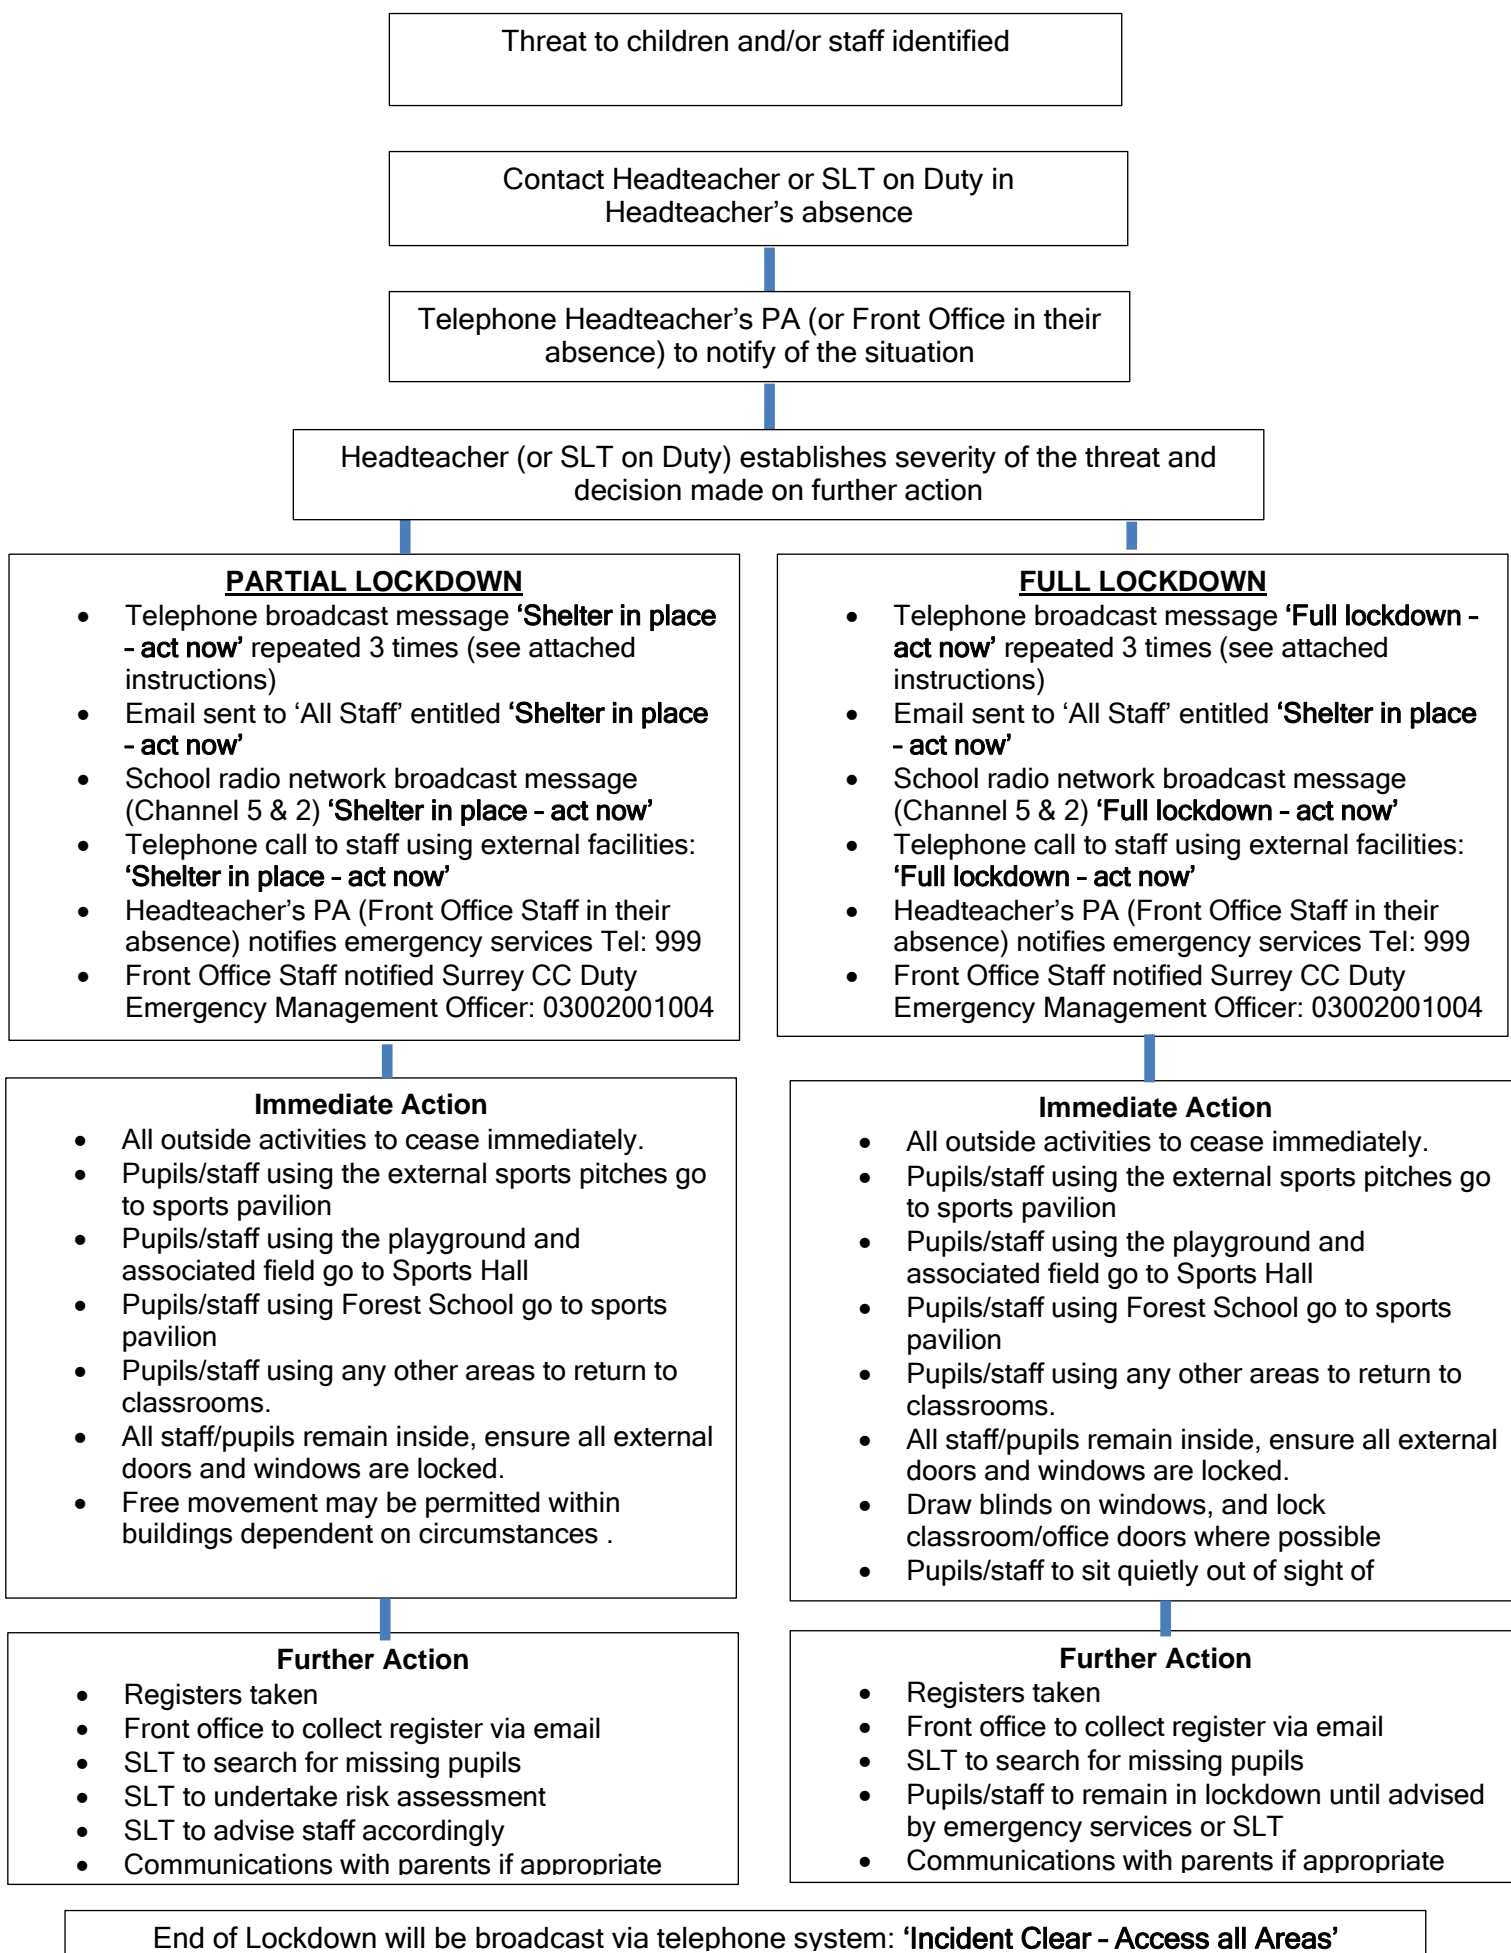 Threat to children and/or staff identified
Contact Headteacher or SLT on Duty in
Headteacher’s absence
Telephone Headteacher’s PA (or Front Office in their
absence) to notify of the situation
Headteacher (or SLT on Duty) establishes severity of the threat and
decision made on further action
PARTIAL LOCKDOWN
• Telephone broadcast message ‘Shelter in place
– act now’ repeated 3 times (see attached
instructions)
• Email sent to ‘All Staff’ entitled ‘Shelter in place
– act now’
• School radio network broadcast message
(Channel 5 & 2) ‘Shelter in place – act now’
• Telephone call to staff using external facilities:
‘Shelter in place – act now’
• Headteacher’s PA (Front Office Staff in their
absence) notifies emergency services Tel: 999
• Front Office Staff notified Surrey CC Duty
Emergency Management Officer: 03002001004
FULL LOCKDOWN
• Telephone broadcast message ‘Full lockdown –
act now’ repeated 3 times (see attached
instructions)
• Email sent to ‘All Staff’ entitled ‘Shelter in place
– act now’
• School radio network broadcast message
(Channel 5 & 2) ‘Full lockdown – act now’
• Telephone call to staff using external facilities:
‘Full lockdown – act now’
• Headteacher’s PA (Front Office Staff in their
absence) notifies emergency services Tel: 999
• Front Office Staff notified Surrey CC Duty
Emergency Management Officer: 03002001004
Immediate Action
• All outside activities to cease immediately.
• Pupils/staff using the external sports pitches go
to sports pavilion
• Pupils/staff using the playground and
associated field go to Sports Hall
• Pupils/staff using Forest School go to sports
pavilion
• Pupils/staff using any other areas to return to
classrooms.
• All staff/pupils remain inside, ensure all external
doors and windows are locked.
• Free movement may be permitted within
buildings dependent on circumstances .
Immediate Action
• All outside activities to cease immediately.
• Pupils/staff using the external sports pitches go
to sports pavilion
• Pupils/staff using the playground and
associated field go to Sports Hall
• Pupils/staff using Forest School go to sports
pavilion
• Pupils/staff using any other areas to return to
classrooms.
• All staff/pupils remain inside, ensure all external
doors and windows are locked.
• Draw blinds on windows, and lock
classroom/office doors where possible
• Pupils/staff to sit quietly out of sight of
Further Action
• Registers taken
• Front office to collect register via email
• SLT to search for missing pupils
• SLT to undertake risk assessment
• SLT to advise staff accordingly
• Communications with parents if appropriate
Further Action
• Registers taken
• Front office to collect register via email
• SLT to search for missing pupils
• Pupils/staff to remain in lockdown until advised
by emergency services or SLT
• Communications with parents if appropriate
End of Lockdown will be broadcast via telephone system: ‘Incident Clear – Access all Areas’